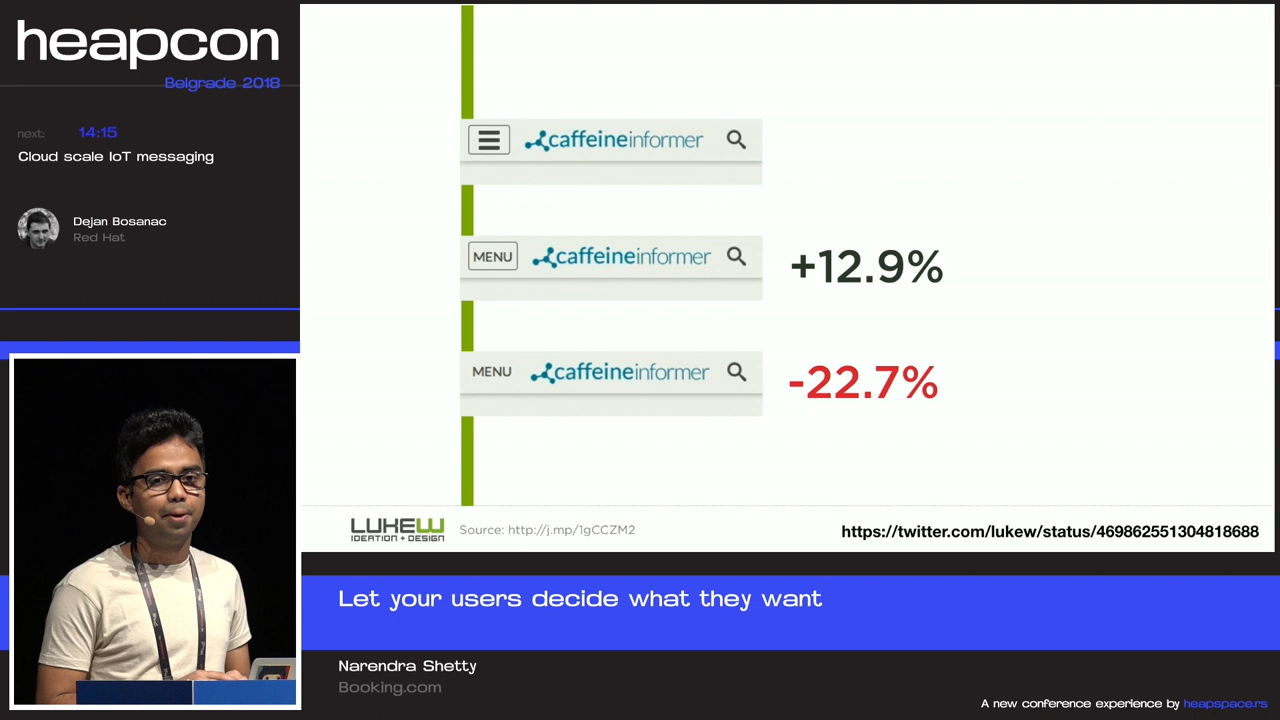 heapcon
Belgrade 2018
next: 14:15
Cloud scale IoT messaging
Dejan Bosanac
Red Hat
caffeineinformer
MENU caffeineinformer
+12.9%
MENU caffeineinformer
-22.7%
LUKEW
IDEATION + DESIGN
Source: http://j.mp/1gCCZM2
https://twitter.com/lukew/status/469862551304818688
Let your users decide what they want
Narendra Shetty
Booking.com
A new conference experience by heapspace.rs